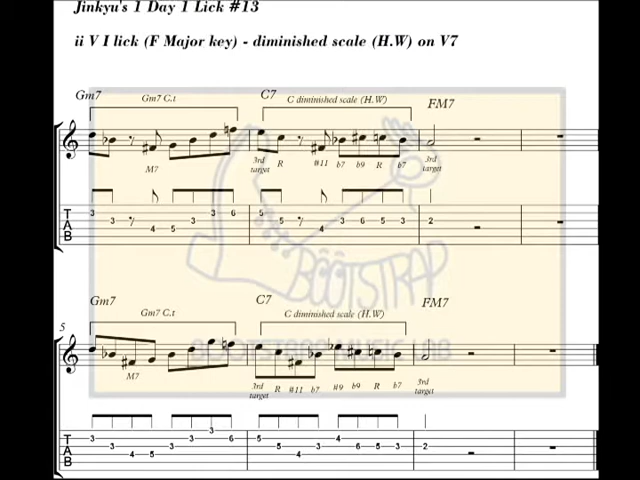 Jinkyu's 1 Day 1 Lick #13
ii V I lick (F Major key) - diminished scale (H.W) on V7
Gm7 C7 FM7
Gm7 C.t C diminished scale (H.W)
M7 3rd target R #11 b7 b9 R b7 3rd target
3 3 4 5 3 3 6 5 5 4 3 6 5 3 2
BOOTSTRAP
Gm7 C7 FM7
Gm7 C.t C diminished scale (H.W)
5
BOOTSTRAP MUSIC LAB
M7 3rd target R #11 b7 #9 b9 R b7 3rd target
3 3 4 5 3 3 3 6 5 5 4 3 4 6 5 3 2